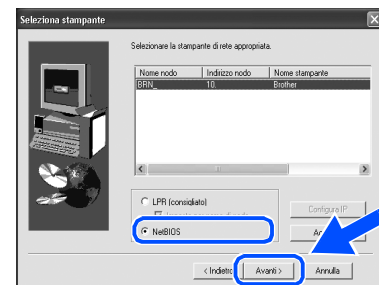 Seleziona stampante
Selezionare la stampante di rete appropriata.
Nome nodo Indirizzo nodo Nome stampante
BRN_ 10. Brother
LPR (consigliato)
Configura IP
NetBIOS
< Indietro Avanti > Annulla